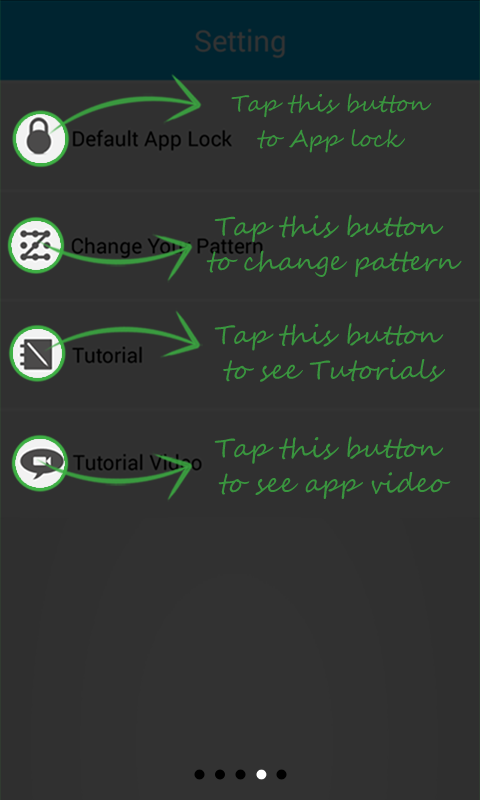 Setting
Tap this button
to App lock
Default App Lock
Tap this button
to change pattern
Change Your Pattern
Tap this button
to see Tutorials
Tutorial
Tap this button
to see app video
Tutorial Video